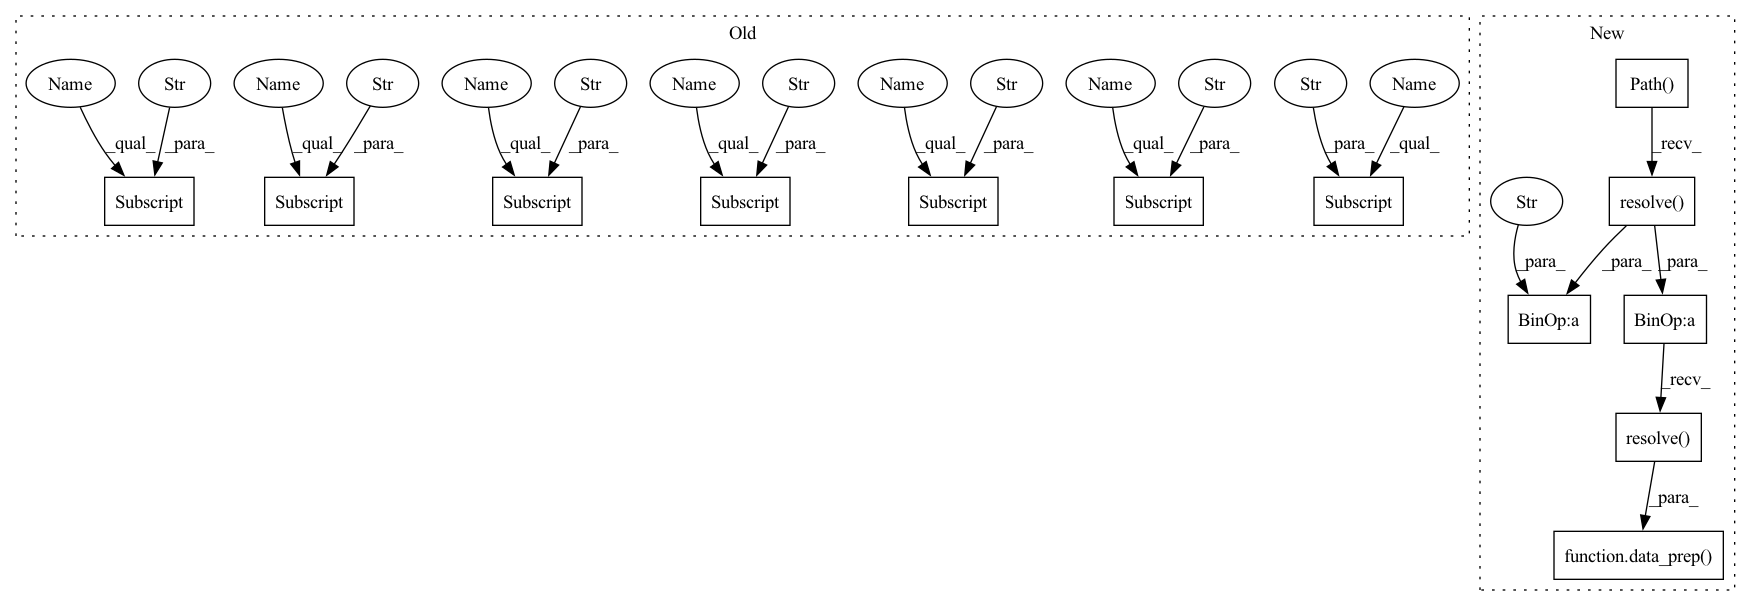 Old
New
Name Str Name Str Name Str Name Str Name Str Name Str Str Name Path()
_qual_ _para_ _qual_ _para_ _qual_ _para_ _qual_ _para_ _qual_ _para_ _qual_ _para_ _para_ _qual_ _recv_
Subscript Subscript Subscript Subscript Subscript Subscript Subscript Str resolve()
_para_ _para_ _para_
BinOp:a BinOp:a
_recv_
resolve()
_para_
function.data_prep()